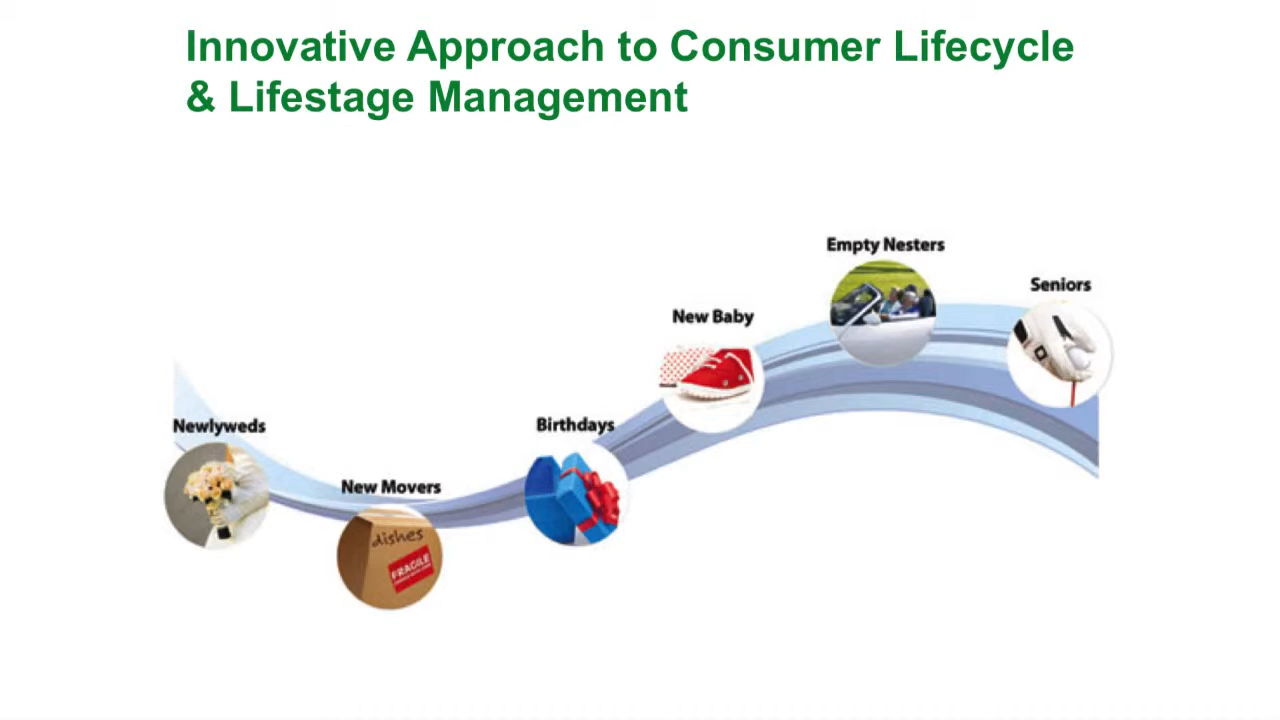 Innovative Approach to Consumer Lifecycle
& Lifestage Management
Empty Nesters
Seniors
New Baby
Newlyweds
Birthdays
New Movers
dishes
FRAGILE